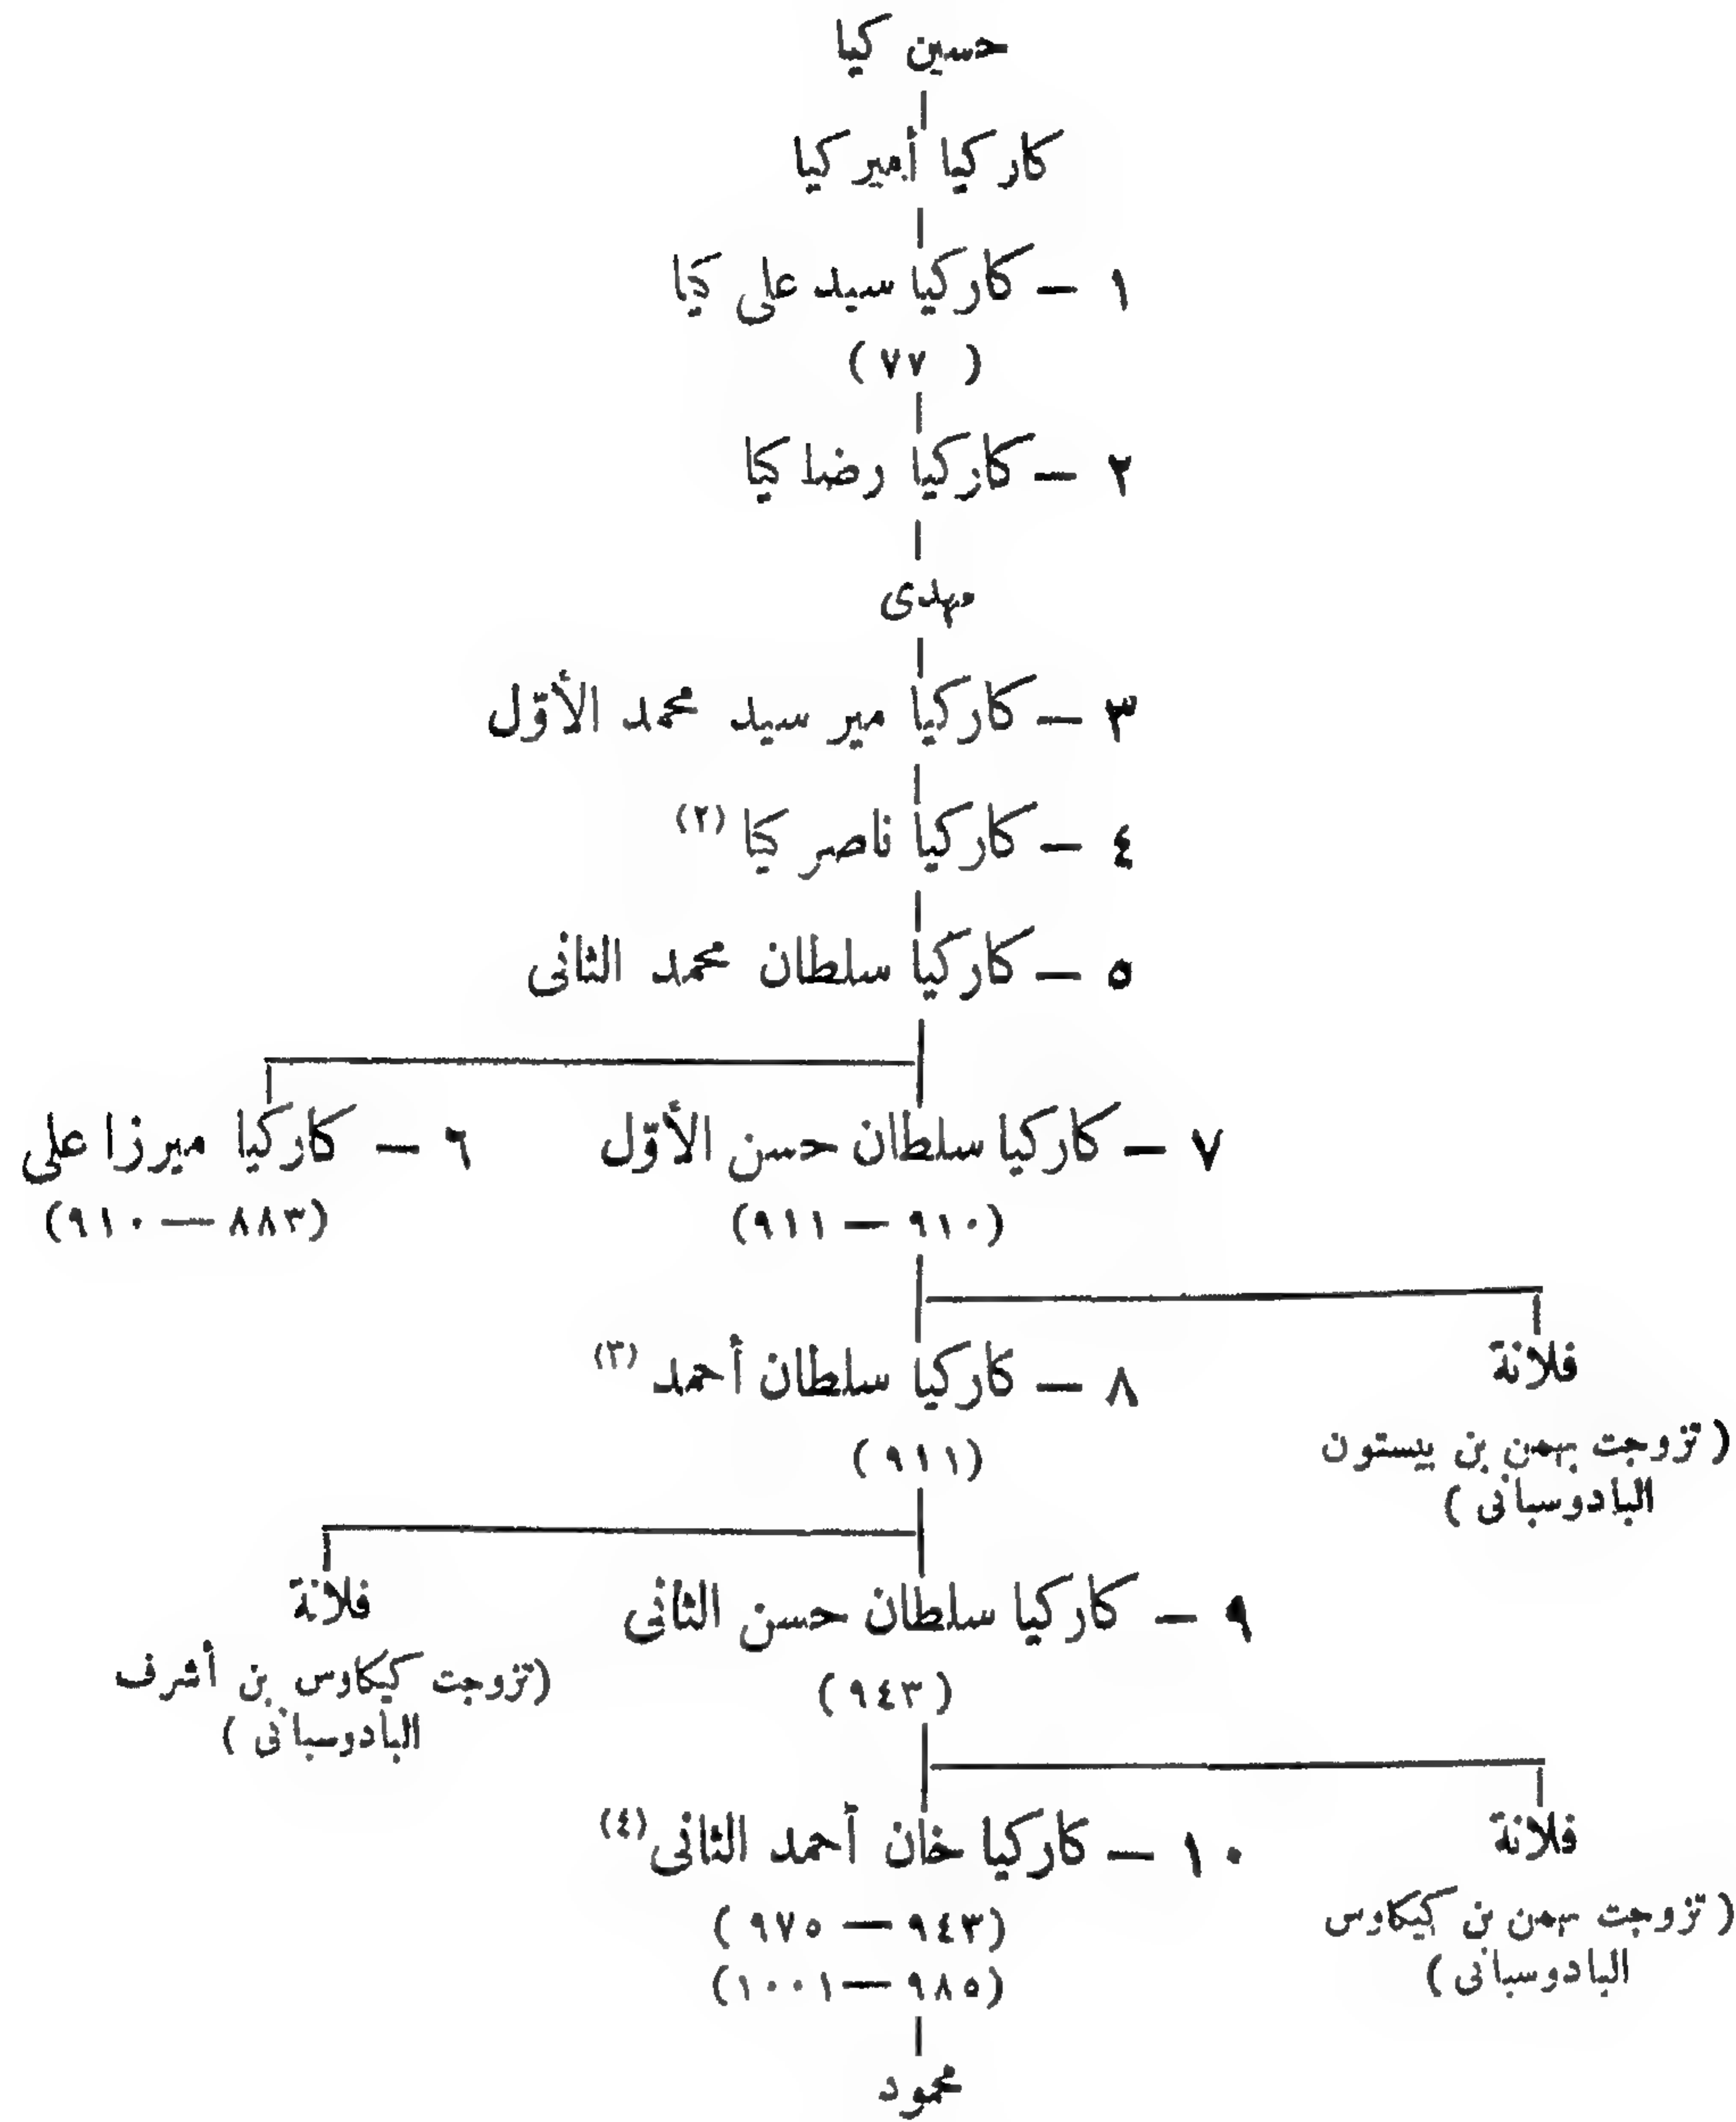 حسين كيا
كاركيا أمير كيا
١ — كاركيا سيد على كيا
( ٧٧ )
٢ — كاركيا رضا كيا
مهدى
٣ — كاركيا مير سيد محمد الأوّل
٤ — كاركيا ناصر كيا (٢)
٥ — كاركيا سلطان محمد الثانى
٧ — كاركيا سلطان حسن الأوّل
(٩١٠ — ٩١١)
٦ — كاركيا ميرزا على
(٨٨٣ — ٩١٠)
فلانة
( تزوجت بهمن بن بيستون
البادوسبانى )
٨ — كاركيا سلطان أحمد (٣)
(٩١١)
٩ — كاركيا سلطان حسن الثانى
(٩٤٣)
فلانة
(تزوجت كيكاوس بن أشرف
البادوسبانى )
فلانة
( تزوجت بهمن بن كيكاوس
البادوسبانى )
١٠ — كاركيا خان أحمد الثانى (٤)
(٩٤٣ — ٩٧٥ )
(٩٨٥ — ١٠٠١)
محمود